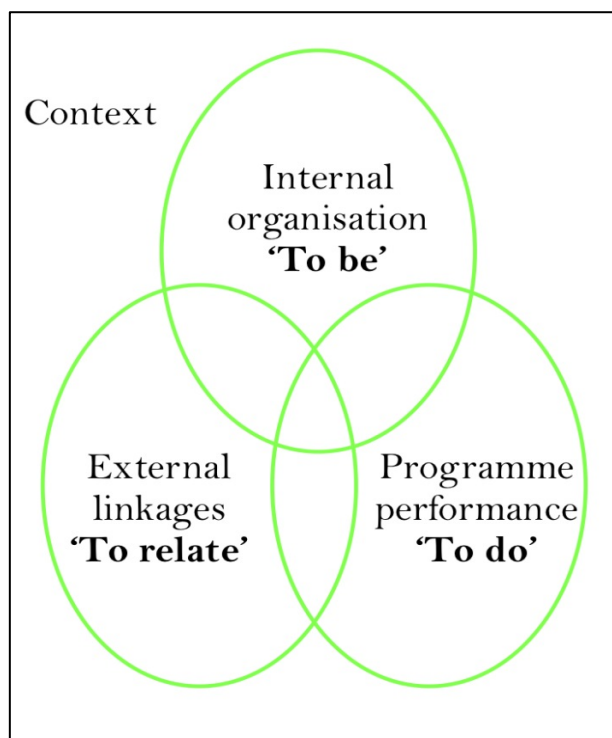 Context
Internal
organisation
‘To be’
External
linkages
‘To relate’
Programme
performance
‘To do’